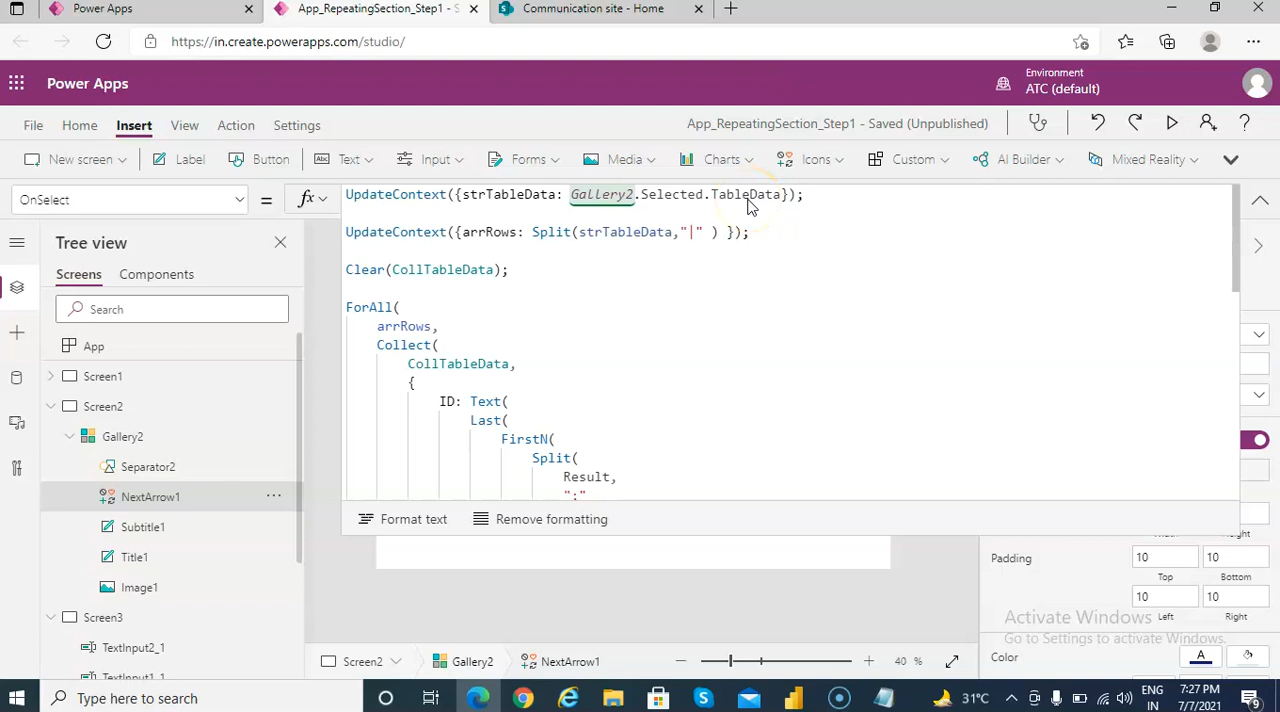 Power Apps
App_RepeatingSection_Step1 - S
Communication site - Home
https://in.create.powerapps.com/studio/
Power Apps
Environment
ATC (default)
File
Home
Insert
View
Action
Settings
App_RepeatingSection_Step1 - Saved (Unpublished)
New screen
Label
Button
Text
Input
Forms
Media
Charts
Icons
Custom
AI Builder
Mixed Reality
OnSelect
=
fx
UpdateContext({strTableData: Gallery2.Selected.TableData});
UpdateContext({arrRows: Split(strTableData,"|" ) });
Clear(CollTableData);
ForAll(
arrRows,
Collect(
CollTableData,
{
ID: Text(
Last(
FirstN(
Split(
Result,
";"
Format text
Remove formatting
Tree view
Screens
Components
Search
App
Screen1
Screen2
Gallery2
Separator2
NextArrow1
Subtitle1
Title1
Image1
Screen3
TextInput2_1
Width
Height
Padding
10
10
Top
Bottom
10
10
Left
Right
Color
A
Activate Windows
Go to Settings to activate Windows.
Screen2
Gallery2
NextArrow1
40 %
Type here to search
31°C
ENG
IN
7:27 PM
7/7/2021
9